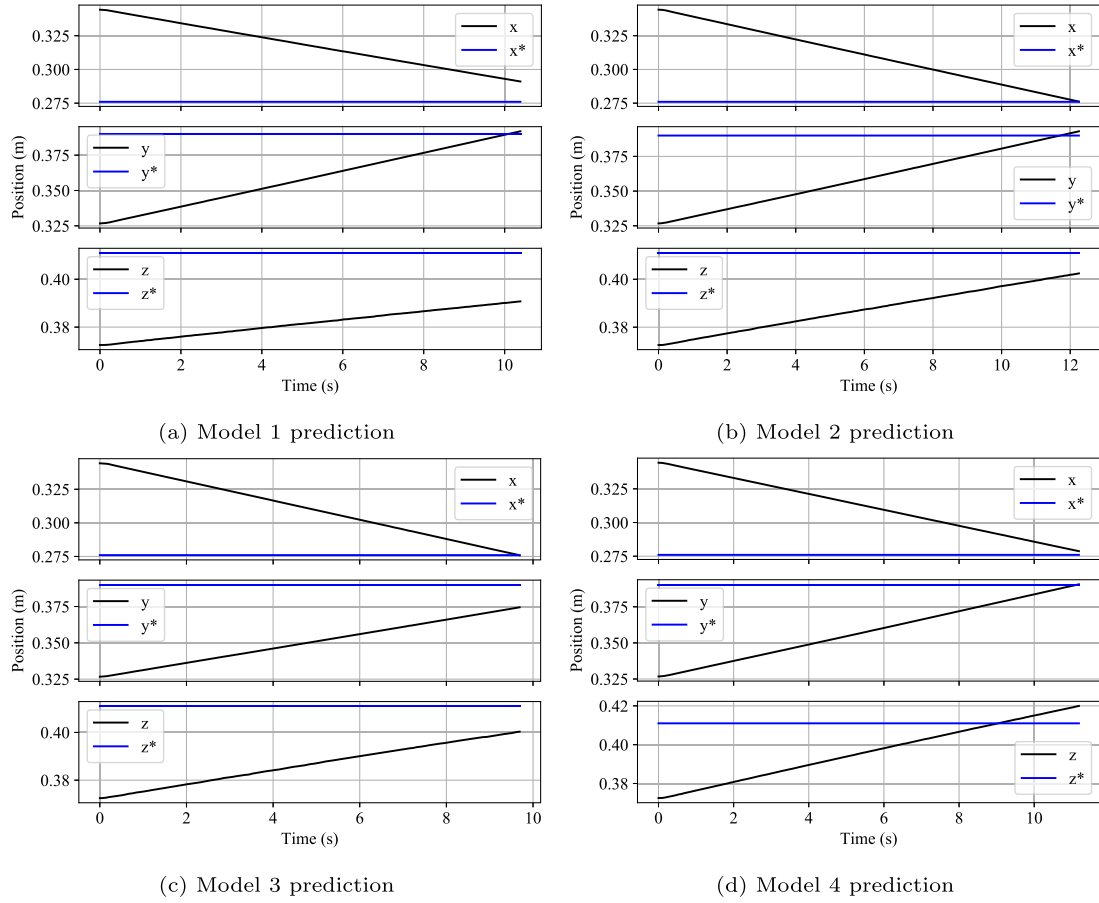 0.325
0.300
0.275
x
x*
Position (m)
0.375
0.350
0.325
y
y*
0.40
0.38
z
z*
0 2 4 6 8 10
Time (s)
(a) Model 1 prediction
0.325
0.300
0.275
x
x*
Position (m)
0.375
0.350
0.325
y
y*
0.40
0.38
z
z*
0 2 4 6 8 10 12
Time (s)
(b) Model 2 prediction
0.325
0.300
0.275
x
x*
Position (m)
0.375
0.350
0.325
y
y*
0.40
0.38
z
z*
0 2 4 6 8 10
Time (s)
(c) Model 3 prediction
0.325
0.300
0.275
x
x*
Position (m)
0.375
0.350
0.325
y
y*
0.42
0.40
0.38
z
z*
0 2 4 6 8 10
Time (s)
(d) Model 4 prediction